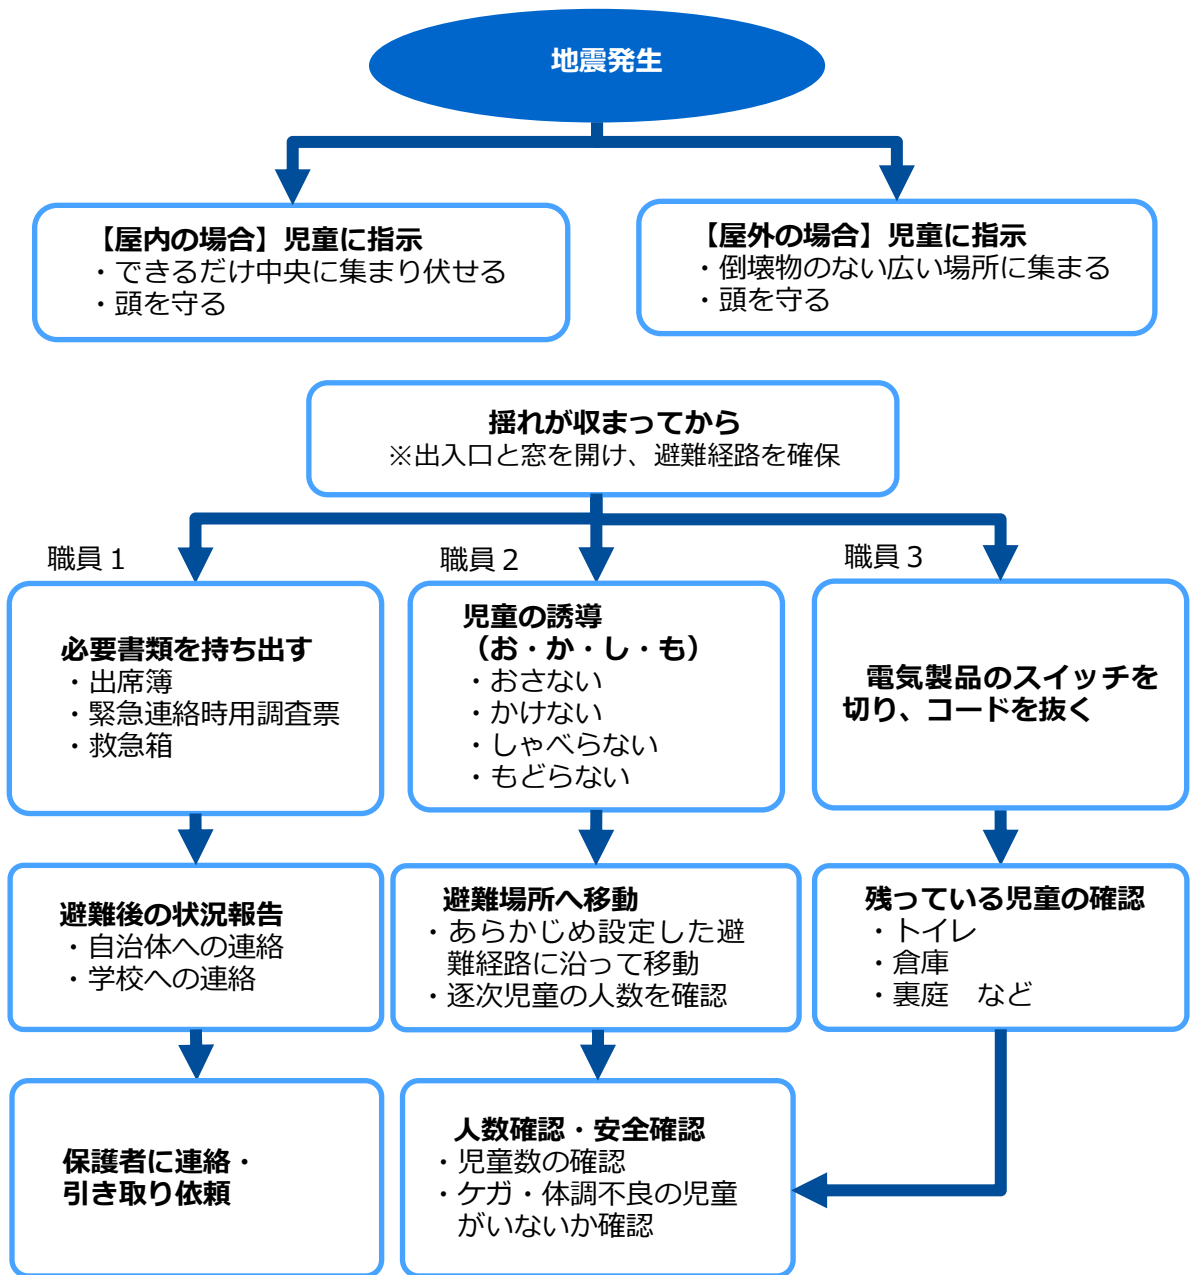 地震発生
【屋内の場合】児童に指示
・できるだけ中央に集まり伏せる
・頭を守る
【屋外の場合】児童に指示
・倒壊物のない広い場所に集まる
・頭を守る
揺れが収まってから
※出入口と窓を開け、避難経路を確保
職員１
必要書類を持ち出す
・出席簿
・緊急連絡時用調査票
・救急箱
職員２
児童の誘導
（お・か・し・も）
・おさない
・かけない
・しゃべらない
・もどらない
職員３
電気製品のスイッチを
切り、コードを抜く
避難後の状況報告
・自治体への連絡
・学校への連絡
避難場所へ移動
・あらかじめ設定した避
難経路に沿って移動
・逐次児童の人数を確認
残っている児童の確認
・トイレ
・倉庫
・裏庭　など
保護者に連絡・
引き取り依頼
人数確認・安全確認
・児童数の確認
・ケガ・体調不良の児童
がいないか確認